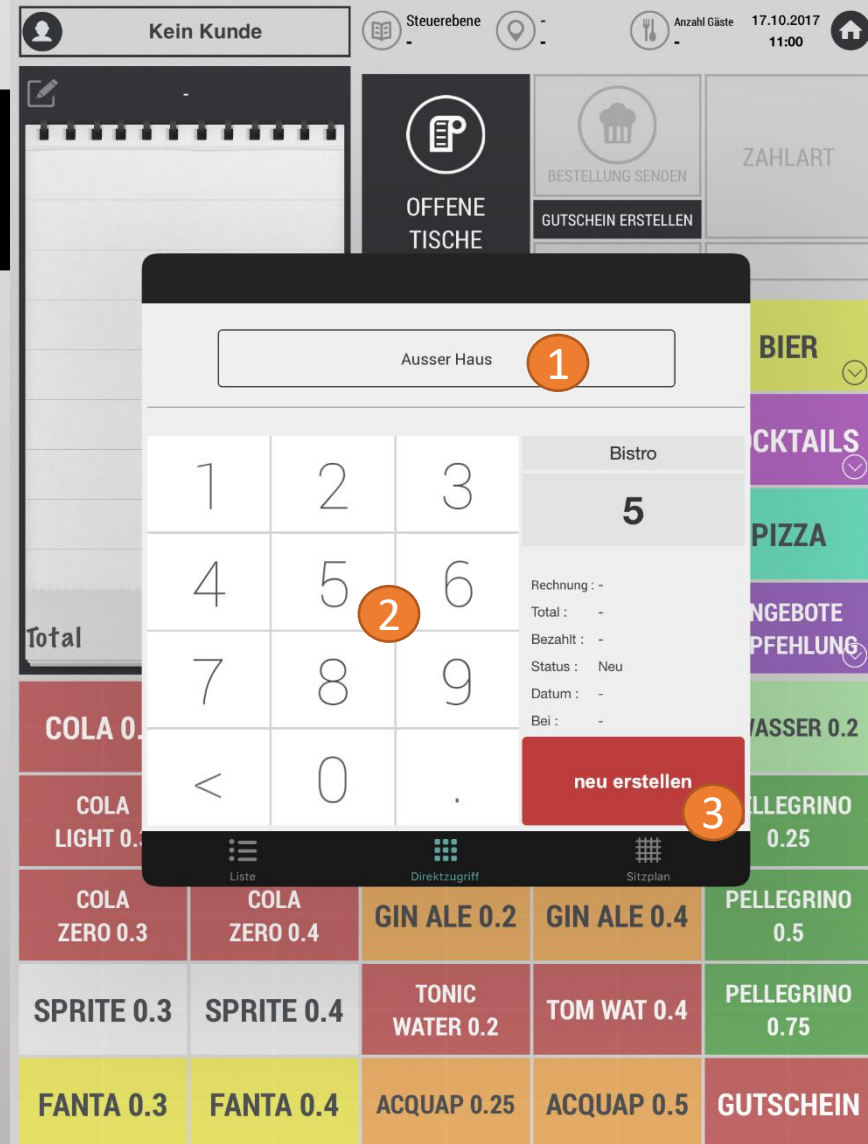 Kein Kunde
Steuerebene
-
-
-
Anzahl Gäste
-
17.10.2017
11:00
-
OFFENE
TISCHE
BESTELLUNG SENDEN
GUTSCHEIN ERSTELLEN
ZAHLART
Ausser Haus
1
BIER
1
2
3
4
5
6
7
8
9
<
0
.
2
Bistro
5
Rechnung : -
Total : -
Bezahlt : -
Status : Neu
Datum : -
Bei : -
neu erstellen
3
Liste
Direktzugriff
Sitzplan
OCKTAILS
PIZZA
NGEBOTE
PFEHLUNG
Total
COLA 0.
WASSER 0.2
COLA
LIGHT 0.3
LLEGRINO
0.25
COLA
ZERO 0.3
COLA
ZERO 0.4
GIN ALE 0.2
GIN ALE 0.4
PELLEGRINO
0.5
SPRITE 0.3
SPRITE 0.4
TONIC
WATER 0.2
TOM WAT 0.4
PELLEGRINO
0.75
FANTA 0.3
FANTA 0.4
ACQUAP 0.25
ACQUAP 0.5
GUTSCHEIN